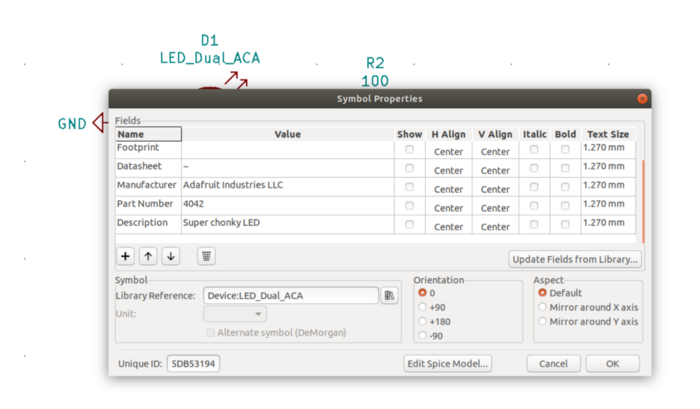 D1
LED_Dual_ACA
R2
100
GND
Symbol Properties
Fields
Name Value Show H Align V Align Italic Bold Text Size
Footprint Center Center 1.270 mm
Datasheet ~ Center Center 1.270 mm
Manufacturer Adafruit Industries LLC Center Center 1.270 mm
Part Number 4042 Center Center 1.270 mm
Description Super chonky LED Center Center 1.270 mm
Update Fields from Library...
Symbol Orientation Aspect
Library Reference: Device:LED_Dual_ACA 0 Default
Unit: +90 Mirror around X axis
+180 Mirror around Y axis
Alternate symbol (DeMorgan) -90
Unique ID: 5DB53194 Edit Spice Model... Cancel OK